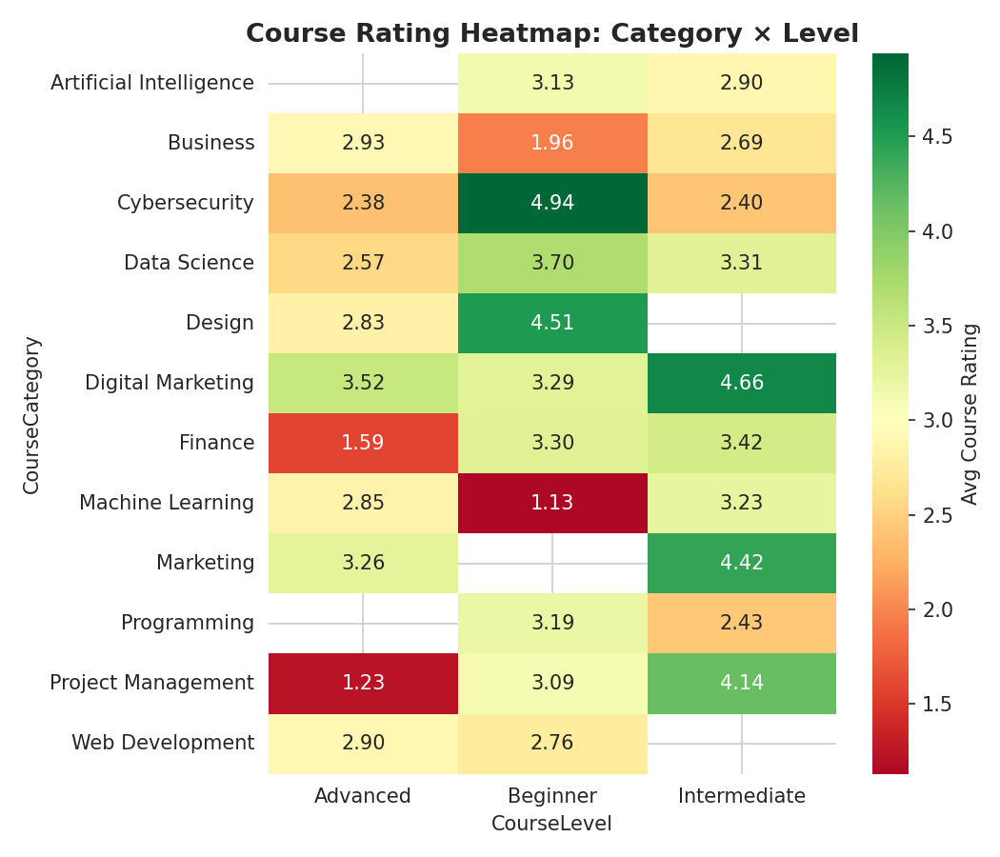 Course Rating Heatmap: Category × Level
Artificial Intelligence 3.13 2.90
Business 2.93 1.96 2.69
Cybersecurity 2.38 4.94 2.40
Data Science 2.57 3.70 3.31
Design 2.83 4.51
Digital Marketing 3.52 3.29 4.66
Finance 1.59 3.30 3.42
Machine Learning 2.85 1.13 3.23
Marketing 3.26 4.42
Programming 3.19 2.43
Project Management 1.23 3.09 4.14
Web Development 2.90 2.76
Advanced Beginner Intermediate
CourseLevel
CourseCategory
4.5
4.0
3.5
3.0
2.5
2.0
1.5
Avg Course Rating